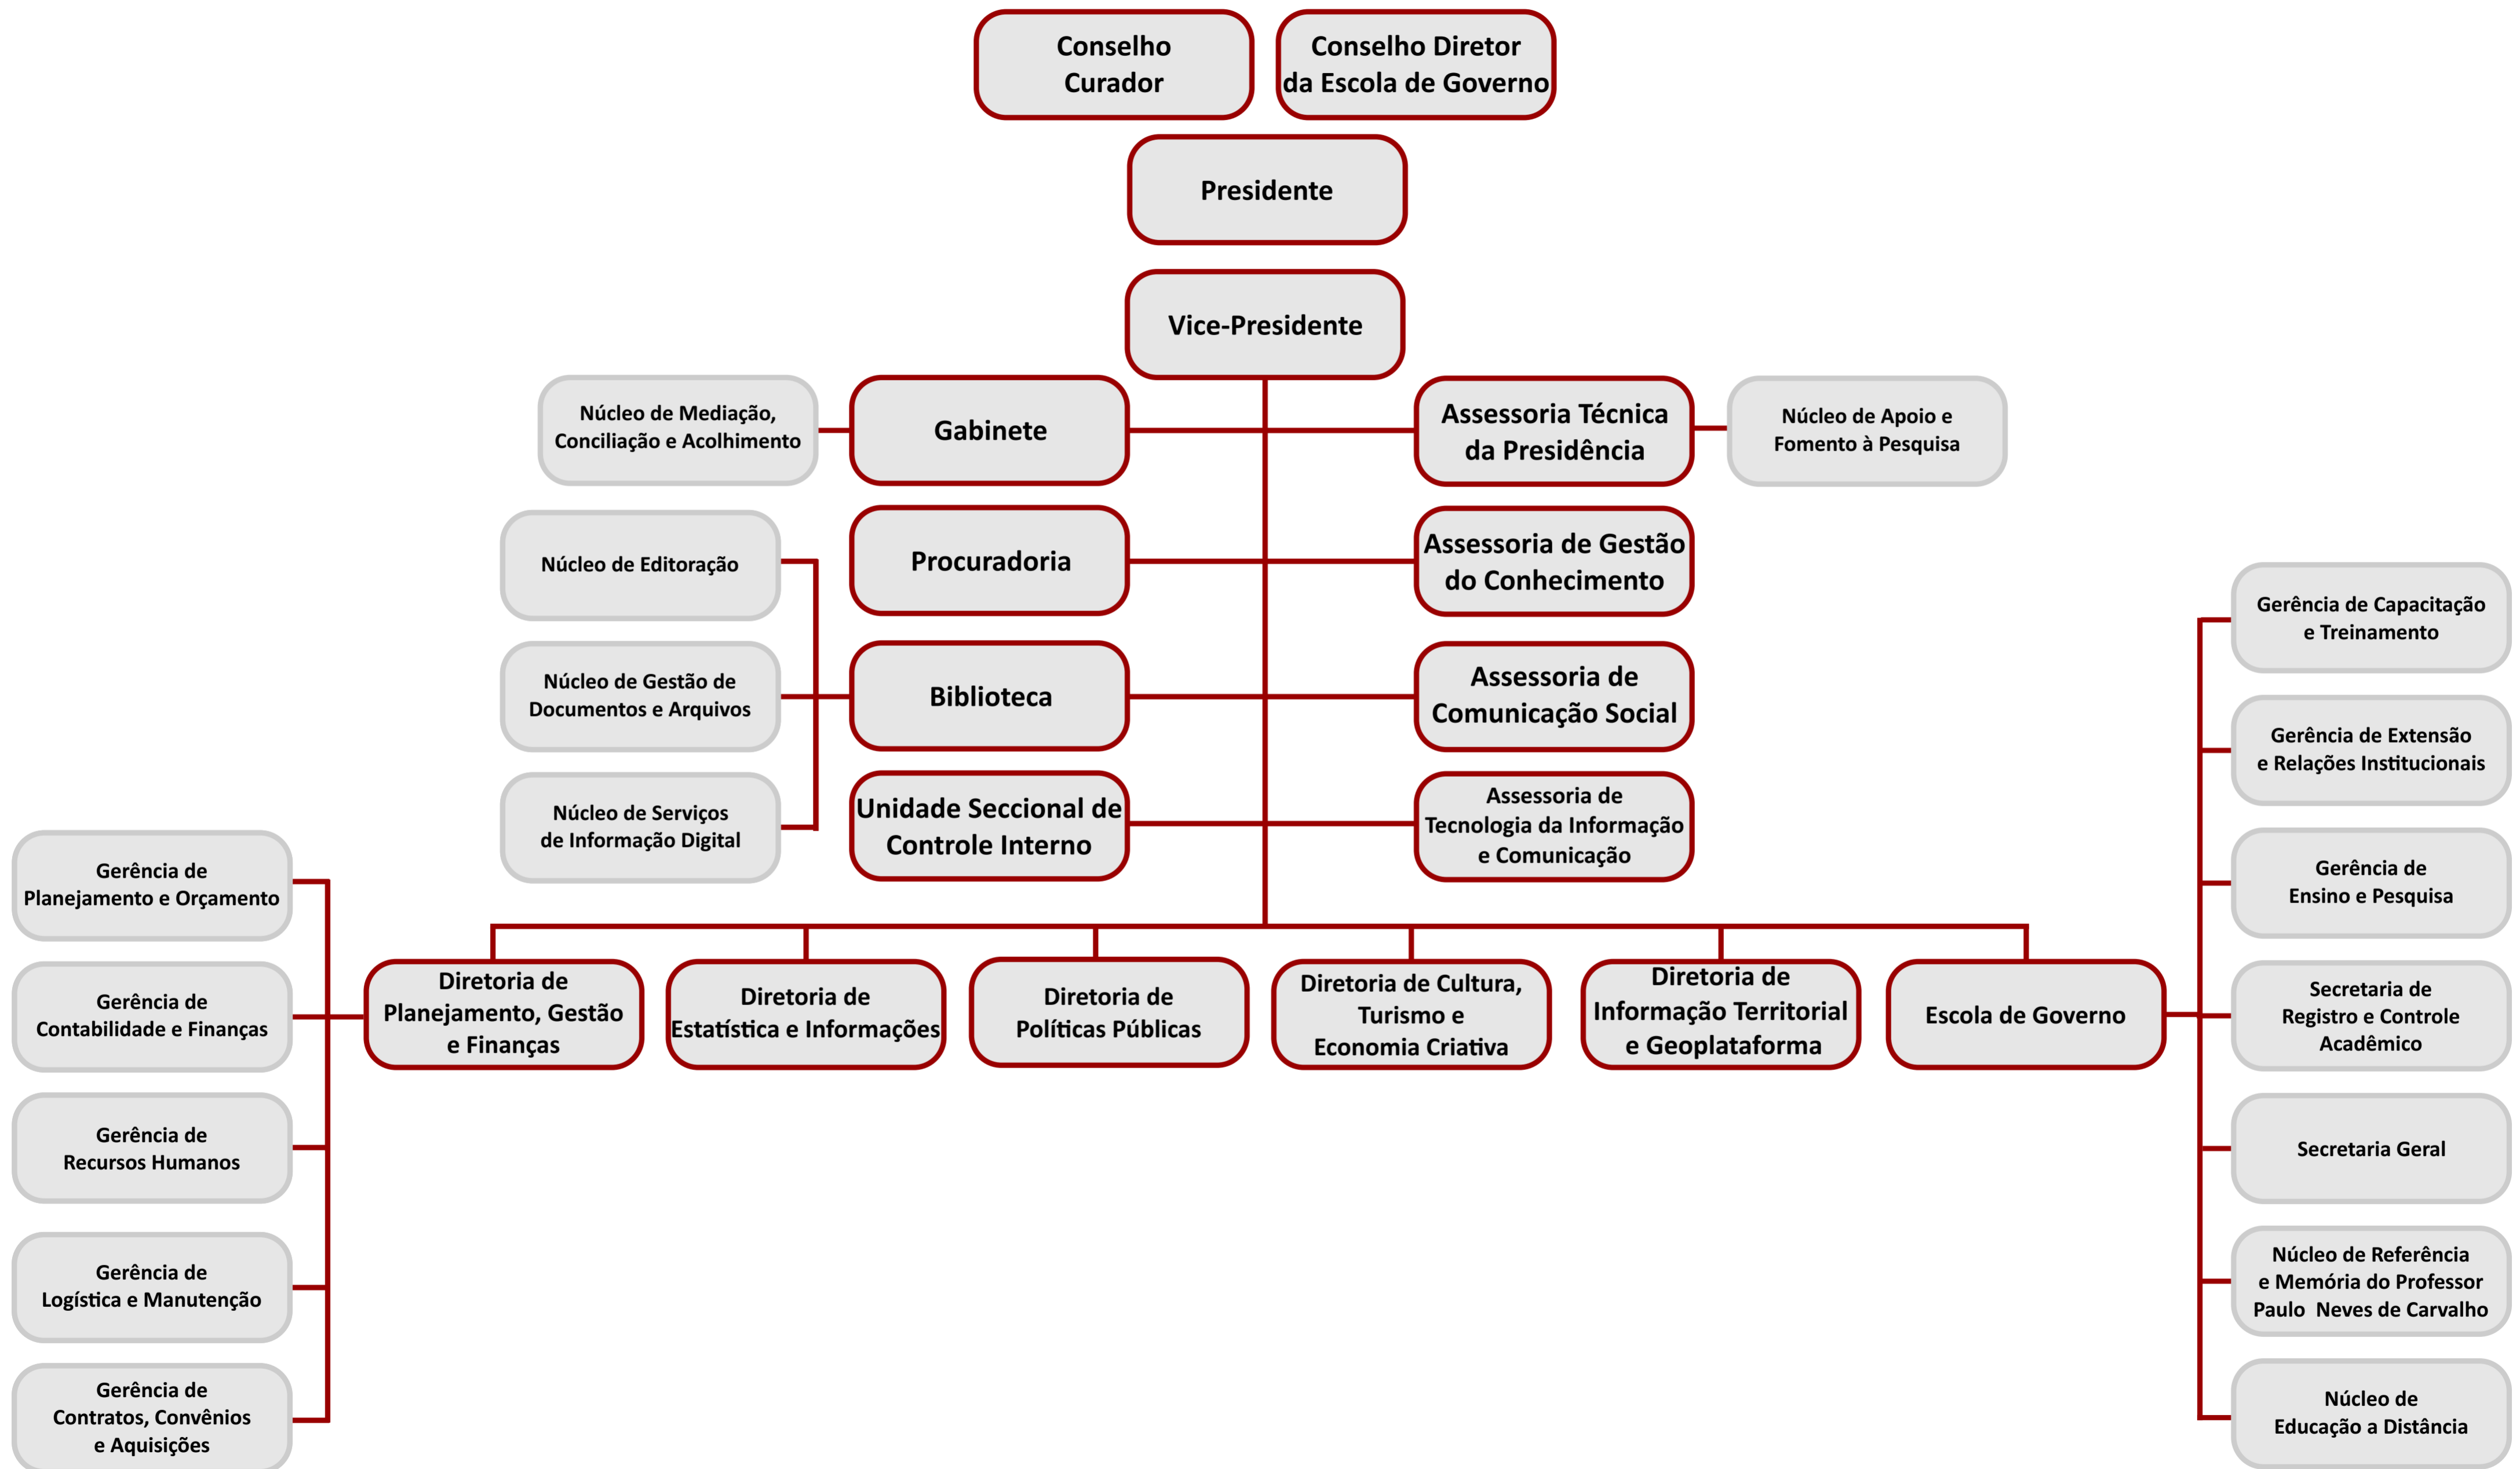 Conselho
Curador
Conselho Diretor
da Escola de Governo
Presidente
Vice-Presidente
Núcleo de Mediação,
Conciliação e Acolhimento
Gabinete
Assessoria Técnica
da Presidência
Núcleo de Apoio e
Fomento à Pesquisa
Núcleo de Editoração
Procuradoria
Assessoria de Gestão
do Conhecimento
Núcleo de Gestão de
Documentos e Arquivos
Biblioteca
Assessoria de
Comunicação Social
Núcleo de Serviços
de Informação Digital
Unidade Seccional de
Controle Interno
Assessoria de
Tecnologia da Informação
e Comunicação
Gerência de
Planejamento e Orçamento
Gerência de
Contabilidade e Finanças
Gerência de
Recursos Humanos
Gerência de
Logística e Manutenção
Gerência de
Contratos, Convênios
e Aquisições
Diretoria de
Planejamento, Gestão
e Finanças
Diretoria de
Estatística e Informações
Diretoria de
Políticas Públicas
Diretoria de Cultura,
Turismo e
Economia Criativa
Diretoria de
Informação Territorial
e Geoplataforma
Escola de Governo
Gerência de Capacitação
e Treinamento
Gerência de Extensão
e Relações Institucionais
Gerência de
Ensino e Pesquisa
Secretaria de
Registro e Controle
Acadêmico
Secretaria Geral
Núcleo de Referência
e Memória do Professor
Paulo  Neves de Carvalho
Núcleo de
Educação a Distância